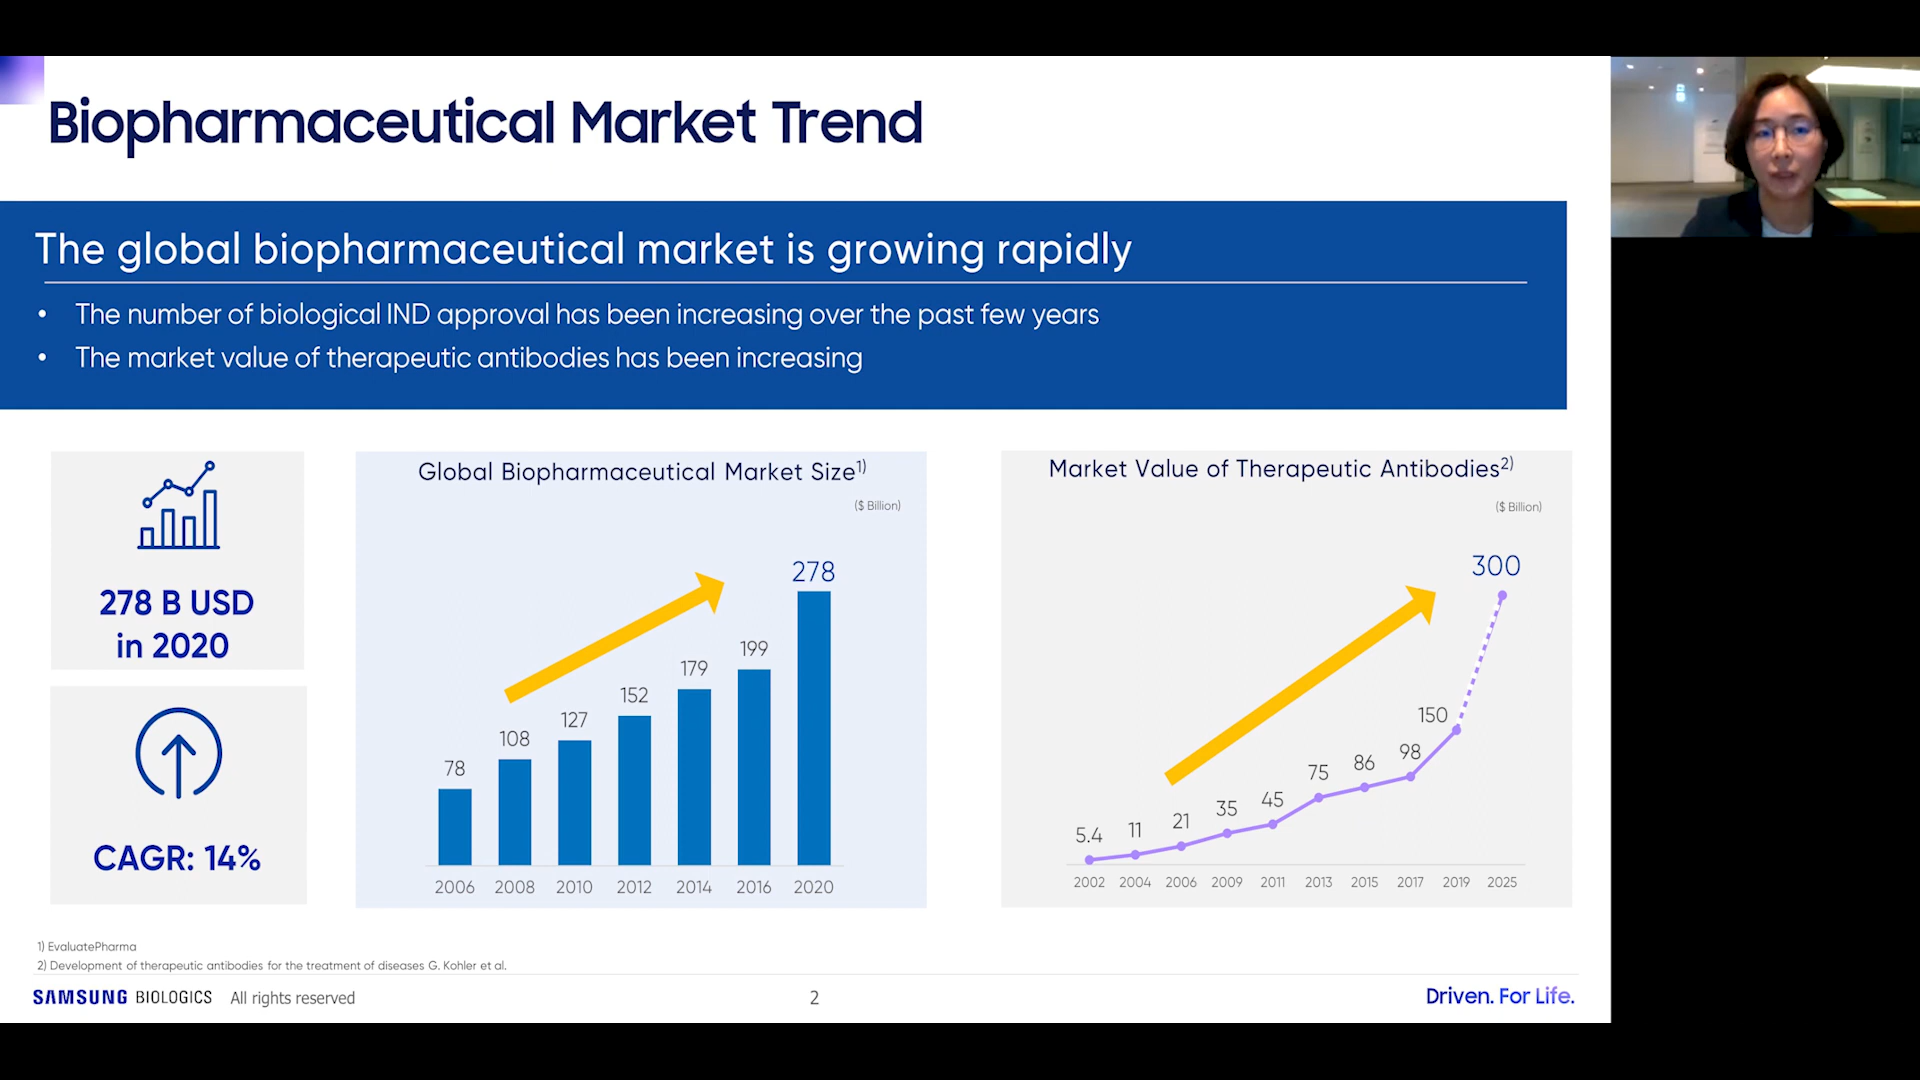 Biopharmaceutical Market Trend
The global biopharmaceutical market is growing rapidly
• The number of biological IND approval has been increasing over the past few years
• The market value of therapeutic antibodies has been increasing
278 B USD
in 2020
CAGR: 14%
Global Biopharmaceutical Market Size1)
($ Billion)
278
199
179
152
127
108
78
2006 2008 2010 2012 2014 2016 2020
Market Value of Therapeutic Antibodies2)
($ Billion)
300
150
98
86
75
45
35
21
11
5.4
2002 2004 2006 2009 2011 2013 2015 2017 2019 2025
1) EvaluatePharma
2) Development of therapeutic antibodies for the treatment of diseases G. Kohler et al.
SAMSUNG BIOLOGICS All rights reserved
2
Driven. For Life.